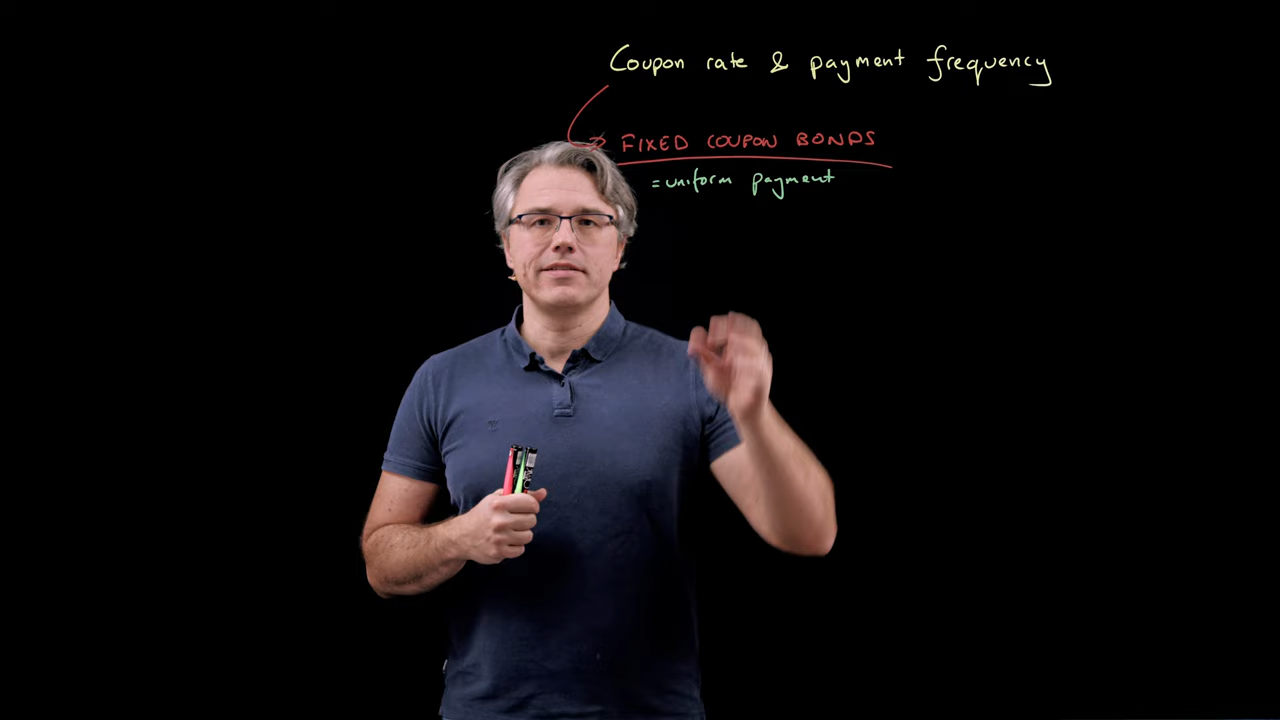 Coupon rate & payment frequency
FIXED COUPON BONDS
= uniform payment